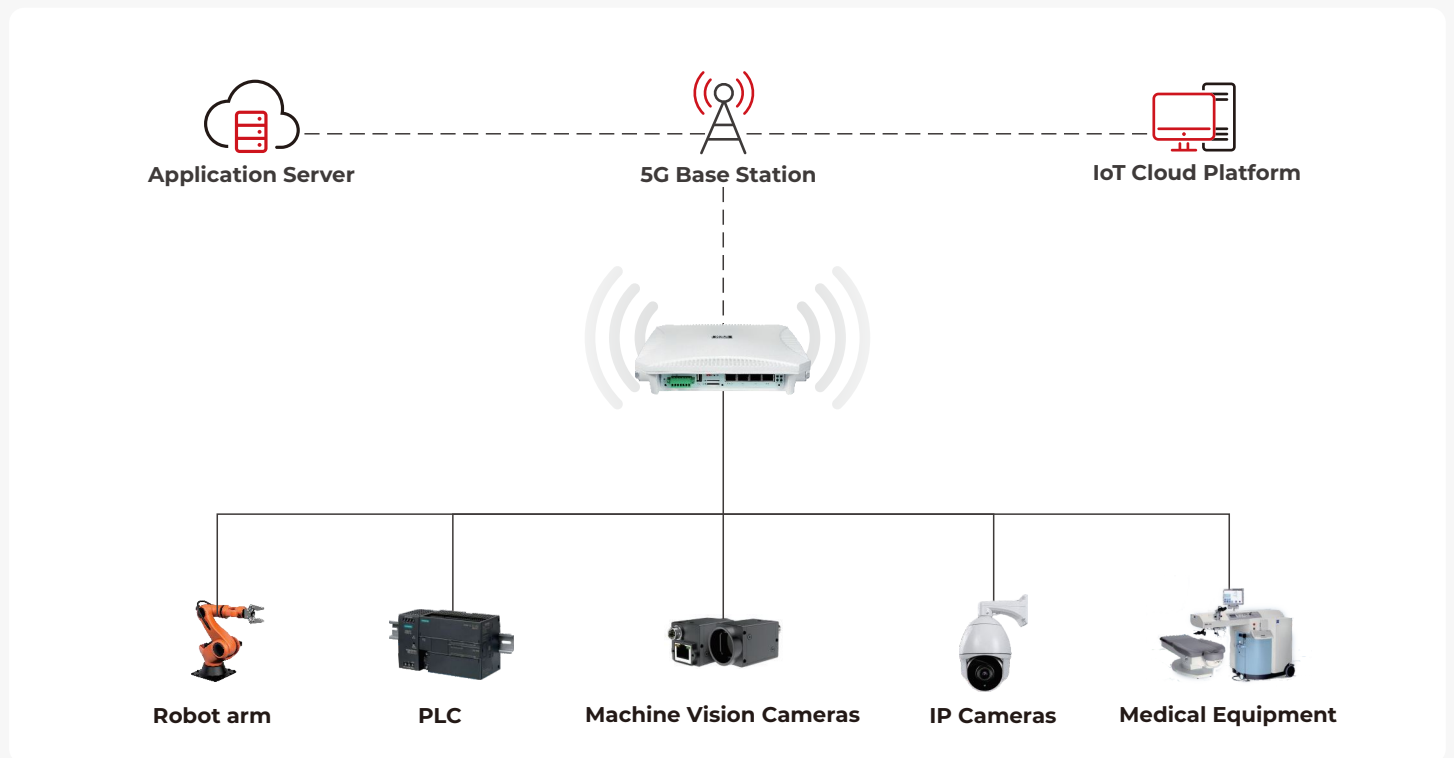 Application Server
5G Base Station
IoT Cloud Platform
Robot arm
PLC
Machine Vision Cameras
IP Cameras
Medical Equipment